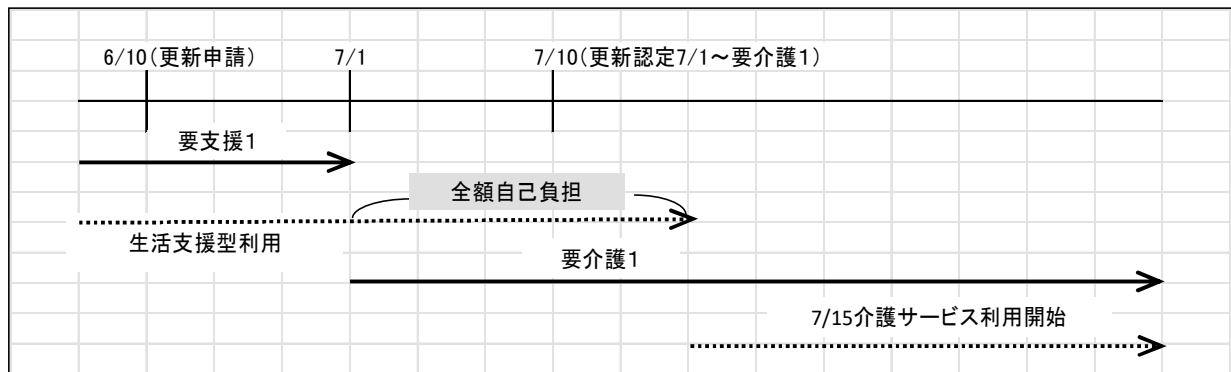 6/10（更新申請） 7/1 7/10（更新認定7/1～要介護1）
要支援1
全額自己負担
生活支援型利用
要介護1
7/15介護サービス利用開始